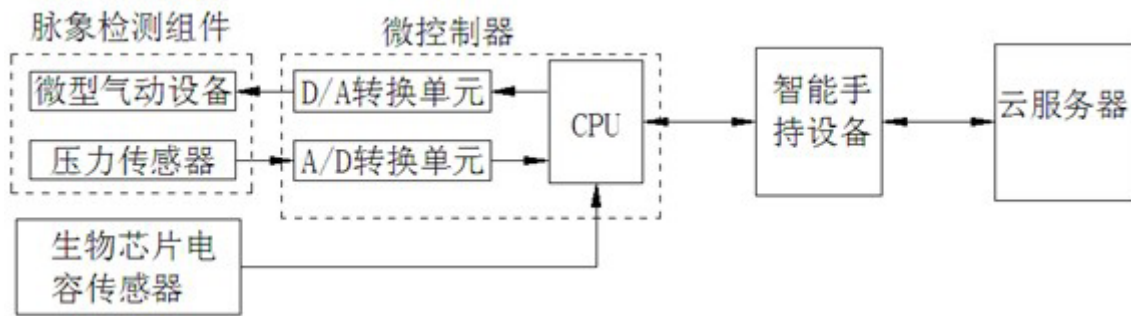 脉象检测组件
微控制器
微型气动设备
D/A转换单元
CPU
智能手
持设备
云服务器
压力传感器
A/D转换单元
生物芯片电
容传感器